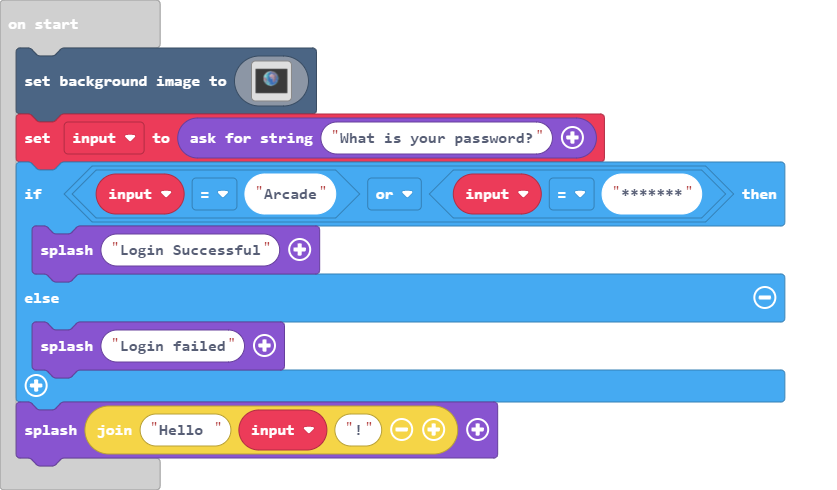 on start
set background image to
set input to ask for string "What is your password?"
if input = "Arcade" or input = "*******" then
splash "Login Successful"
else
splash "Login failed"
splash join "Hello " input "!"